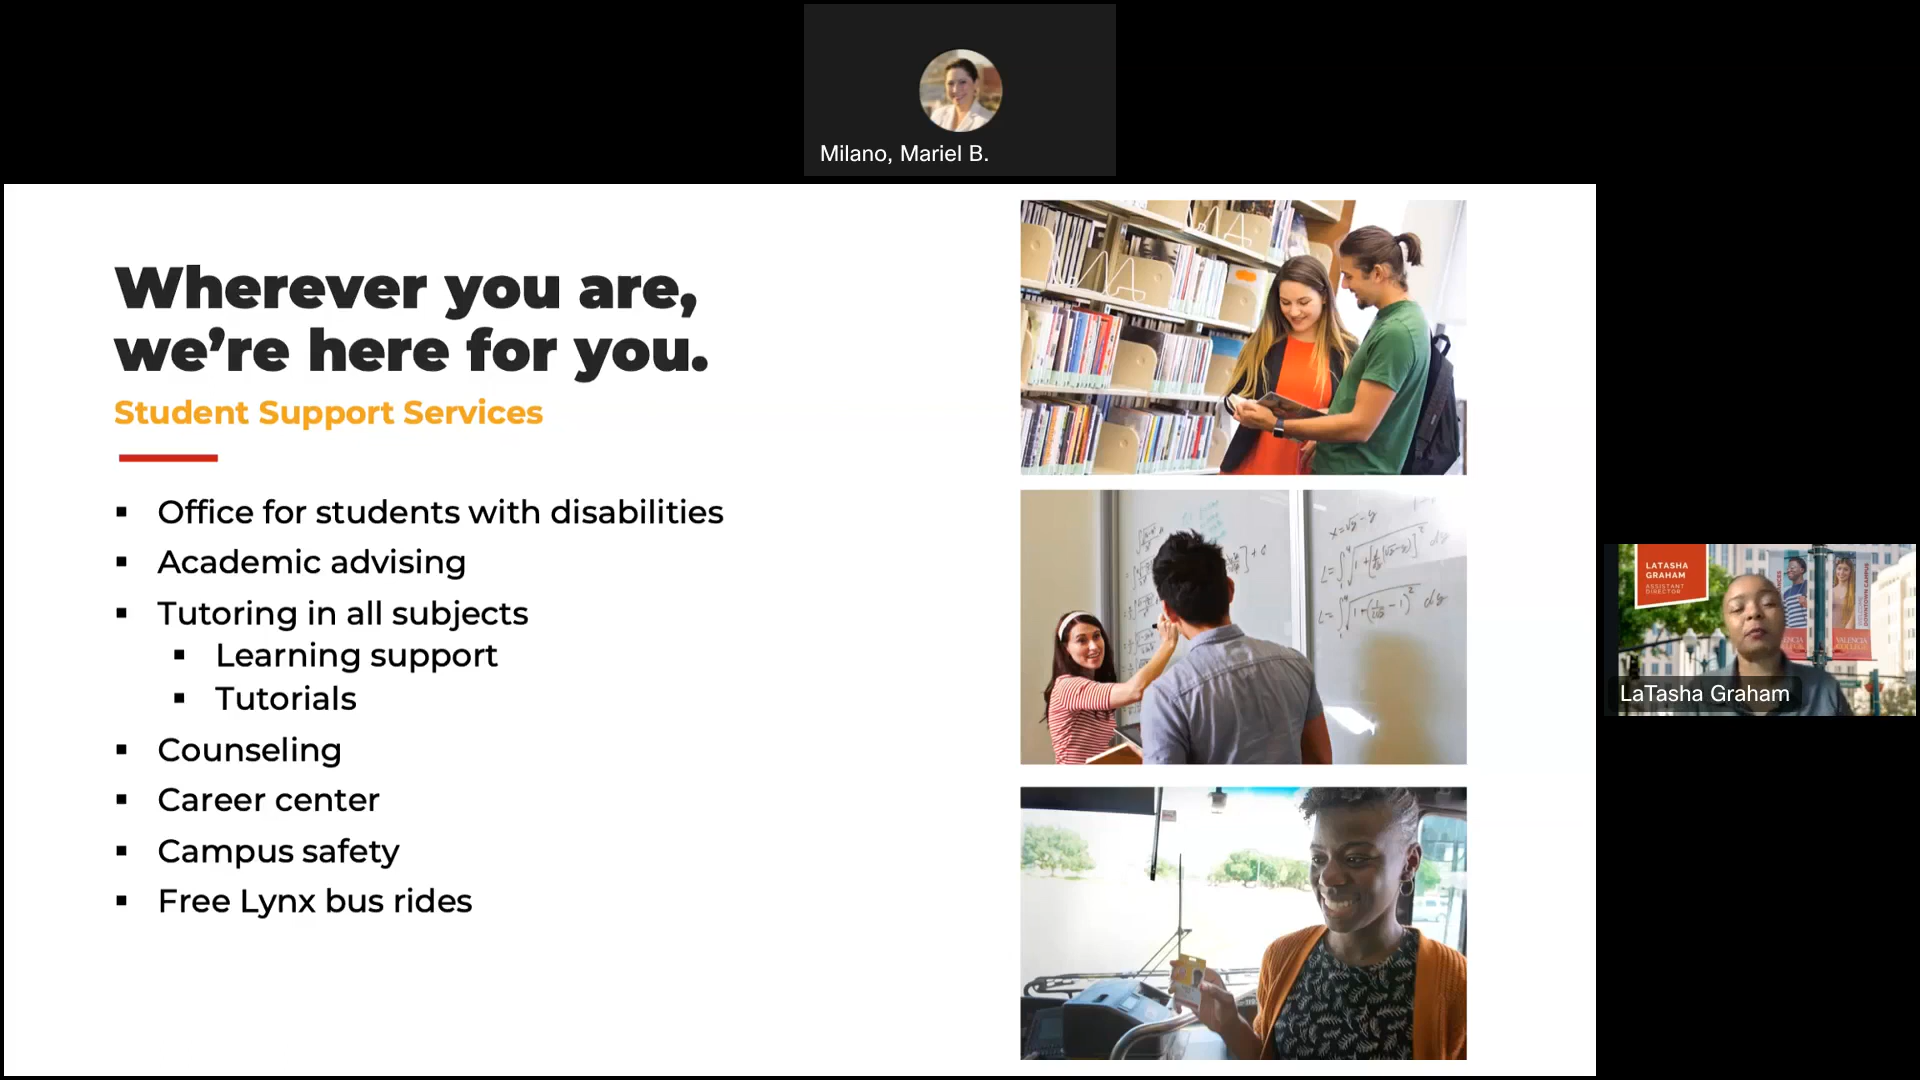 Milano, Mariel B.
Wherever you are,
we're here for you.
Student Support Services
▪ Office for students with disabilities
▪ Academic advising
▪ Tutoring in all subjects
▪ Learning support
▪ Tutorials
▪ Counseling
▪ Career center
▪ Campus safety
▪ Free Lynx bus rides
LATASHA
GRAHAM
ASSISTANT
DIRECTOR
VALENCIA
LaTasha Graham